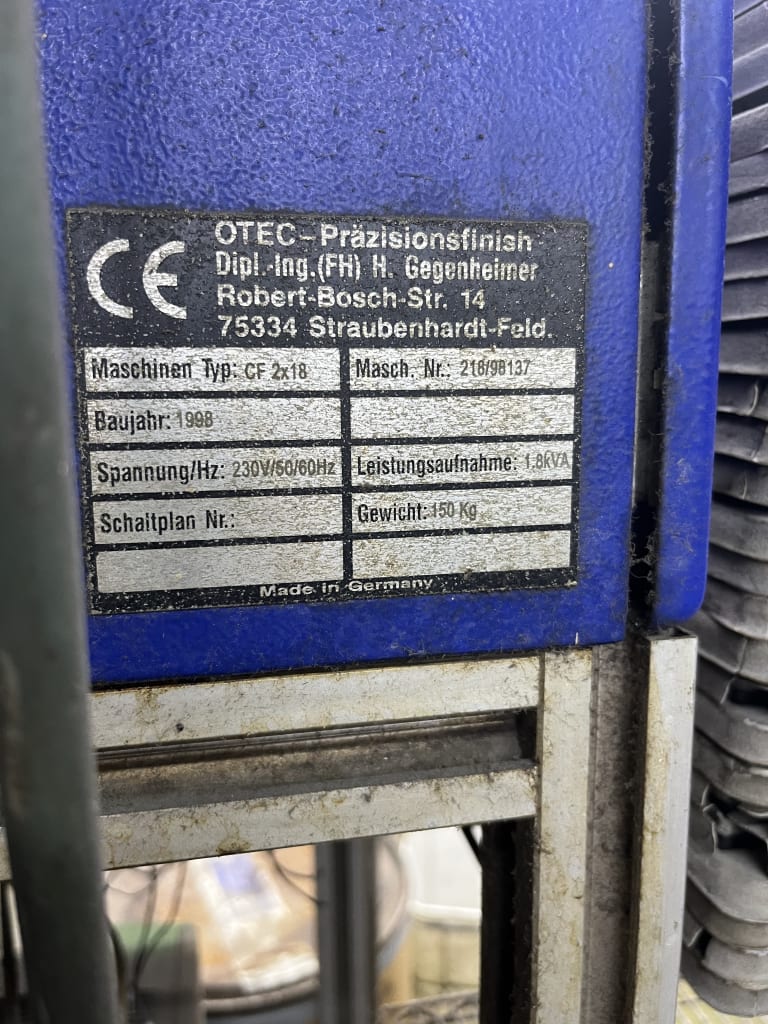 CE
OTEC-Präzisionsfinish
Dipl.-Ing.(FH) H. Gegenheimer
Robert-Bosch-Str. 14
75334 Straubenhardt-Feld.
Maschinen Typ: CF 2x18
Masch. Nr.: 218/98137
Baujahr: 1998
Spannung/Hz: 230V/50/60Hz
Leistungsaufnahme: 1,8kVA
Schaltplan Nr.:
Gewicht: 150 Kg
Made in Germany